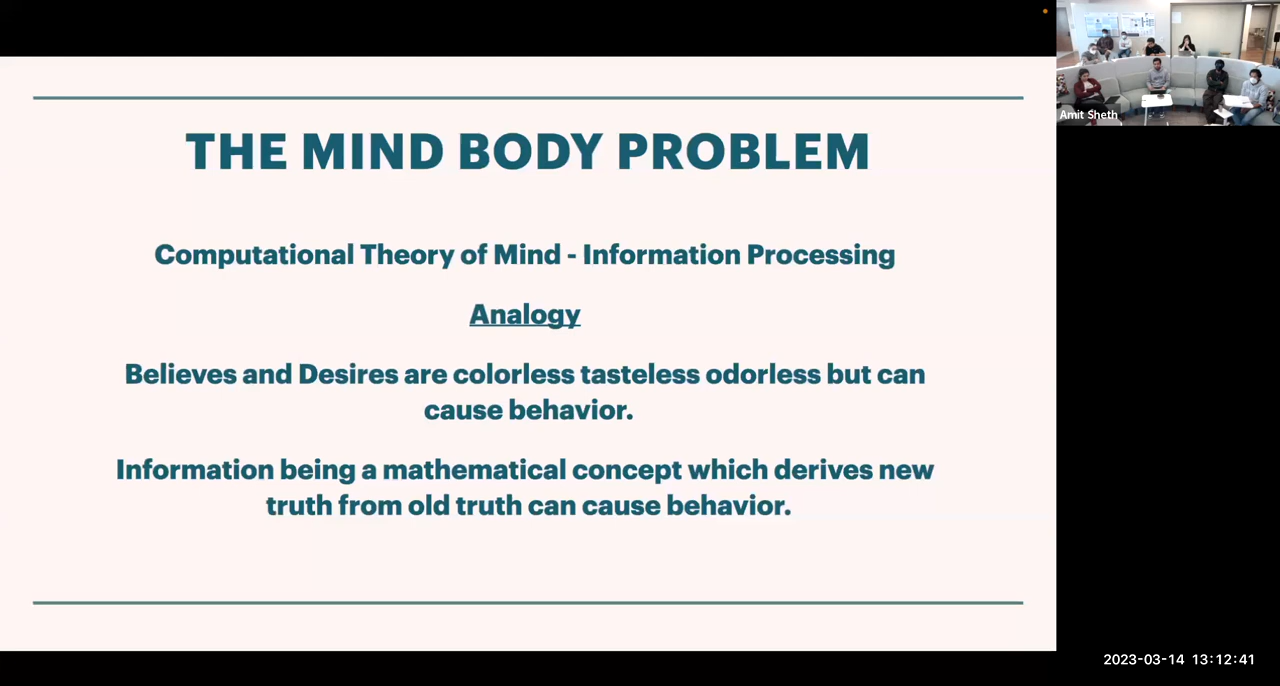 THE MIND BODY PROBLEM
Computational Theory of Mind - Information Processing
Analogy
Believes and Desires are colorless tasteless odorless but can
cause behavior.
Information being a mathematical concept which derives new
truth from old truth can cause behavior.
Amit Sheth
2023-03-14 13:12:41